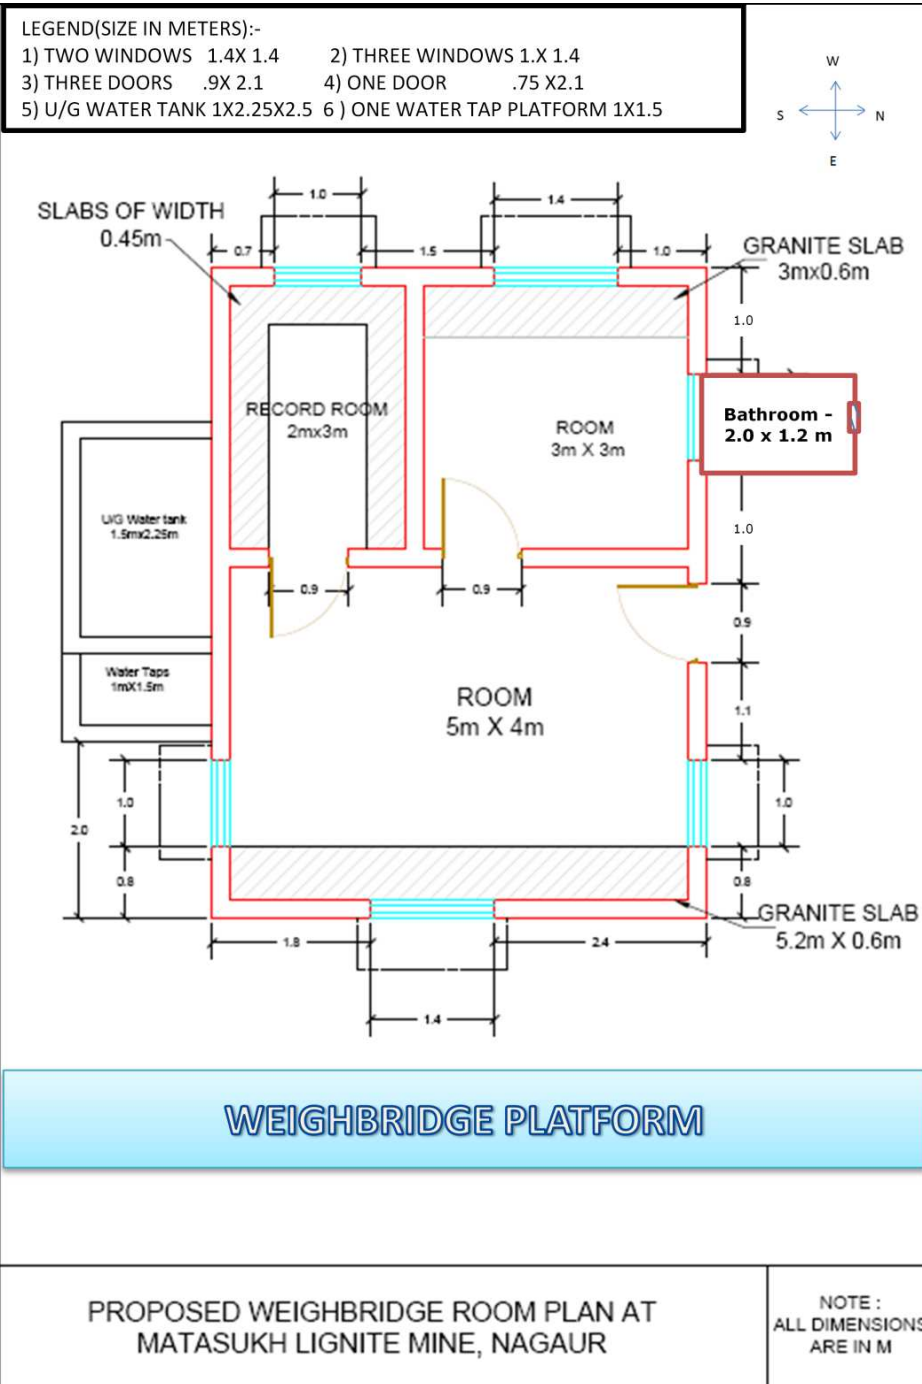 LEGEND(SIZE IN METERS):-
1) TWO WINDOWS 1.4X 1.4 2) THREE WINDOWS 1.X 1.4
3) THREE DOORS .9X 2.1 4) ONE DOOR .75 X2.1
5) U/G WATER TANK 1X2.25X2.5 6 ) ONE WATER TAP PLATFORM 1X1.5
W
S N
E
SLABS OF WIDTH
0.45m
1.0
1.4
0.7
1.5
1.0
GRANITE SLAB
3mx0.6m
1.0
RECORD ROOM
2mx3m
ROOM
3m X 3m
Bathroom -
2.0 x 1.2 m
U/G Water tank
1.5mx2.25m
1.0
0.9
0.9
0.9
Water Taps
1mX1.5m
ROOM
5m X 4m
1.1
1.0
1.0
2.0
0.8
0.8
GRANITE SLAB
5.2m X 0.6m
1.8
2.4
1.4
WEIGHBRIDGE PLATFORM
PROPOSED WEIGHBRIDGE ROOM PLAN AT
MATASUKH LIGNITE MINE, NAGAUR
NOTE :
ALL DIMENSIONS
ARE IN M